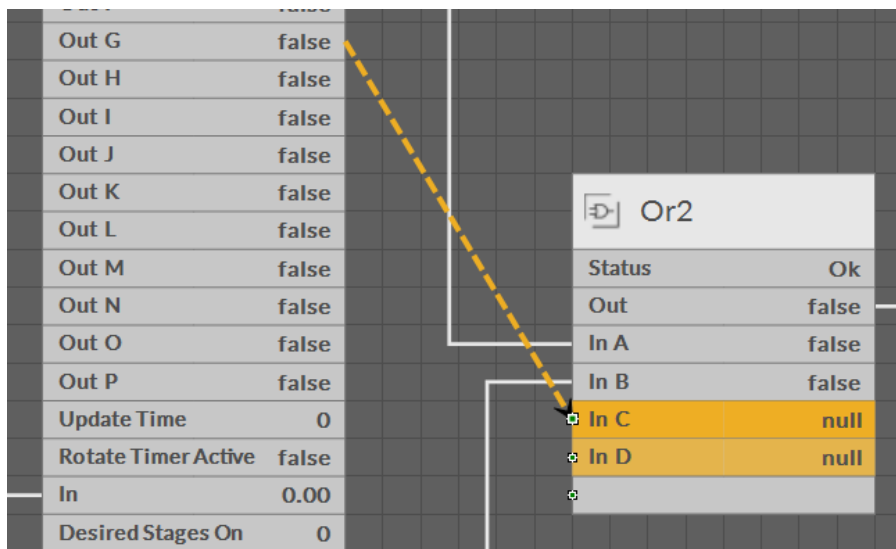 Out G false
Out H false
Out I false
Out J false
Out K false
Out L false
Out M false
Out N false
Out O false
Out P false
Update Time 0
Rotate Timer Active false
In 0.00
Desired Stages On 0
Or2
Status Ok
Out false
In A false
In B false
In C null
In D null